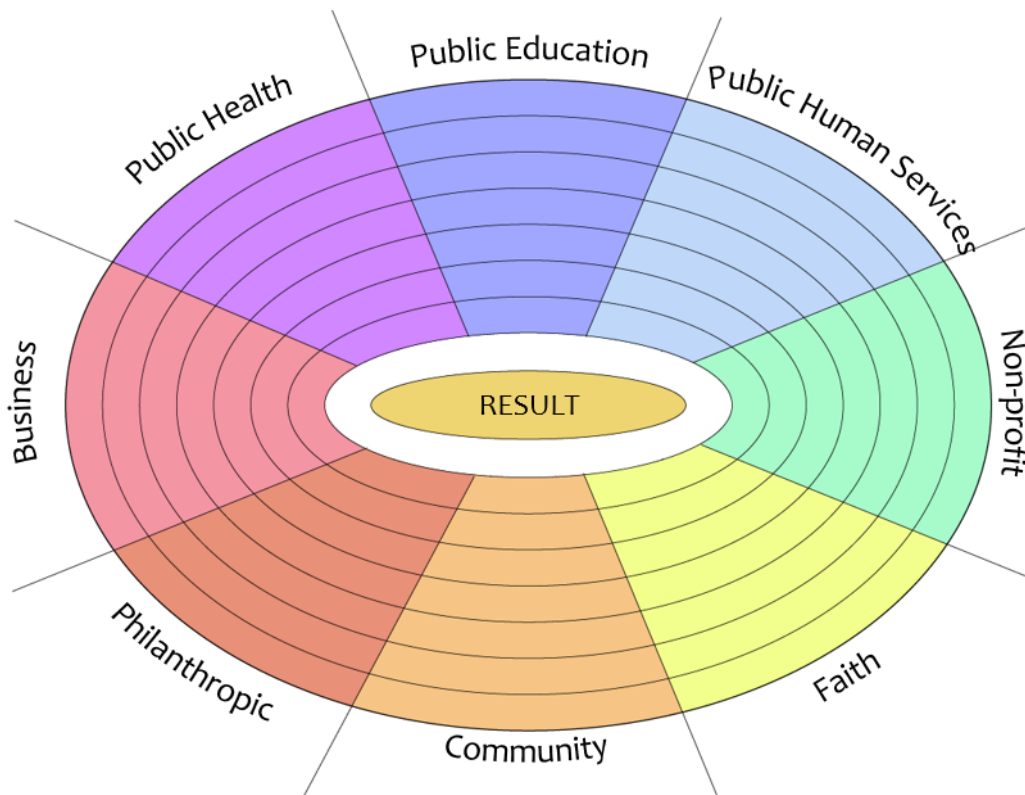 Public Education
Public Human Services
Non-profit
Faith
Community
Philanthropic
Business
Public Health
RESULT